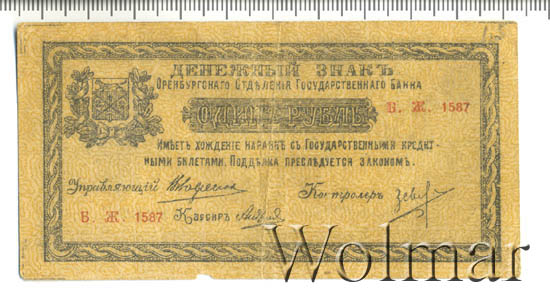 ДЕНЕЖНЫЙ ЗНАКЪ
Оренбургскаго Отдѣленія Государственнаго Банка
ОДИНЪ РУБЛЬ
Б. Ж. 1587
Имѣетъ хожденіе наравнѣ съ Государственными кредит-
ными билетами. Поддѣлка преслѣдуется закономъ.
Управляющій
Контролеръ
Б. Ж. 1587
Кассиръ
Wolmar